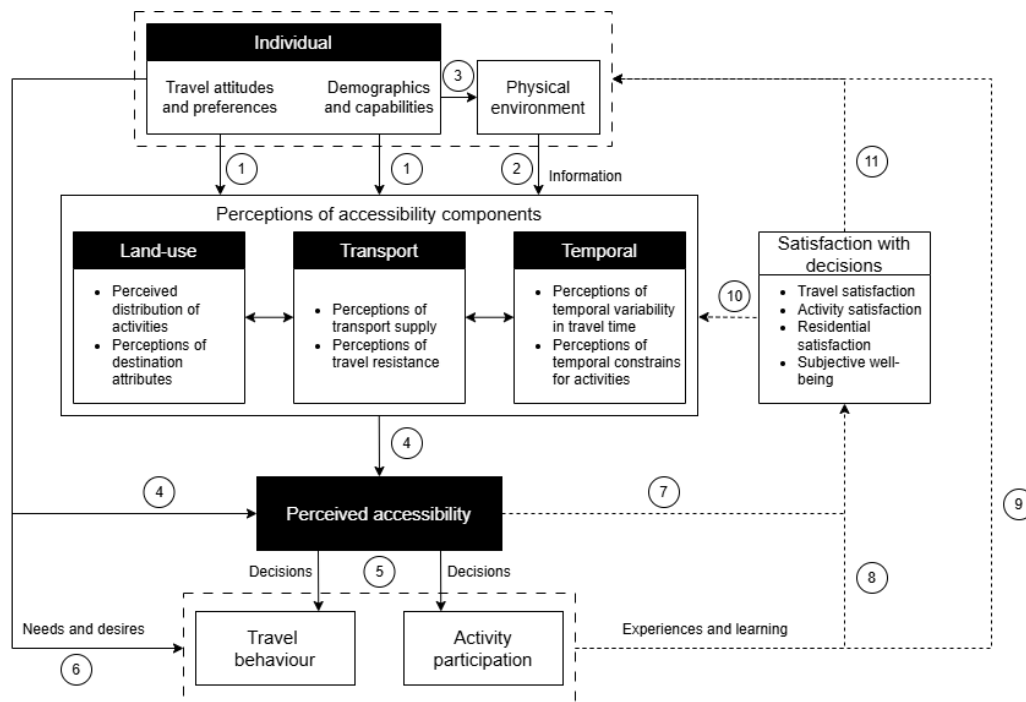 Individual
Travel attitudes
and preferences
Demographics
and capabilities
3
Physical
environment
1
1
2
Information
11
Perceptions of accessibility components
Land-use
Perceived
distribution of
activities
Perceptions of
destination
attributes
Transport
Perceptions of
transport supply
Perceptions of
travel resistance
Temporal
Perceptions of
temporal variability
in travel time
Perceptions of
temporal constrains
for activities
10
Satisfaction with
decisions
Travel satisfaction
Activity satisfaction
Residential
satisfaction
Subjective well-
being
4
4
Perceived accessibility
7
9
Decisions
5
Decisions
8
Needs and desires
6
Travel
behaviour
Activity
participation
Experiences and learning